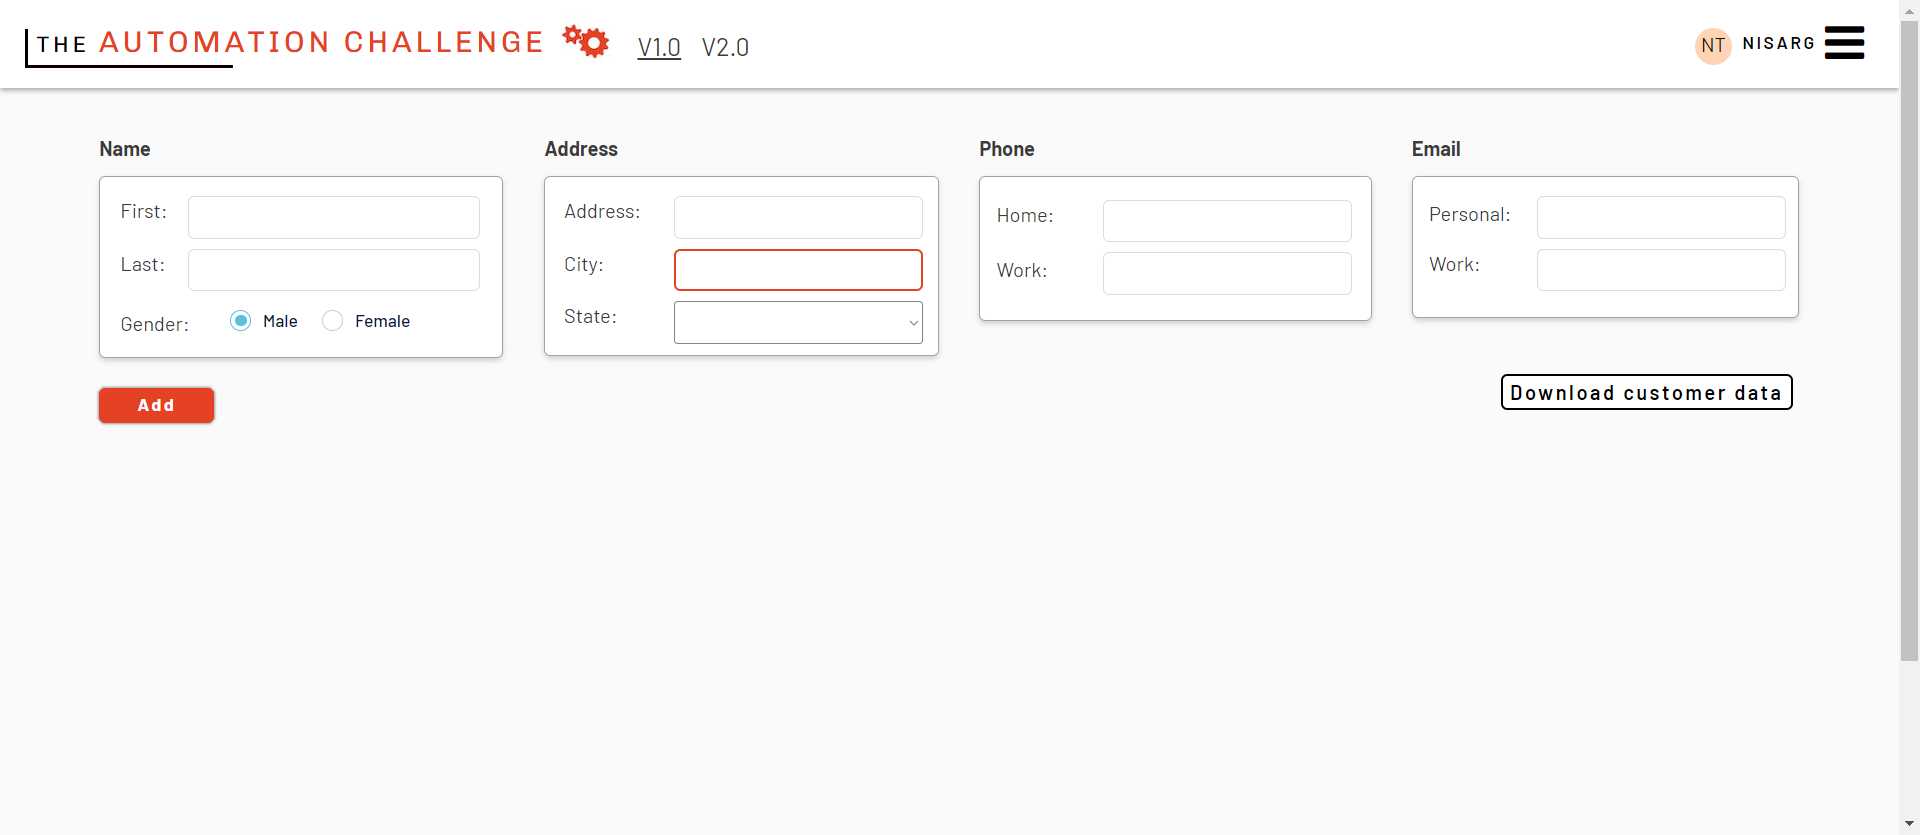 THE AUTOMATION CHALLENGE V1.0 V2.0 NT NISARG
Name
First:
Last:
Gender: Male Female
Add
Address
Address:
City:
State:
Phone
Home:
Work:
Email
Personal:
Work:
Download customer data